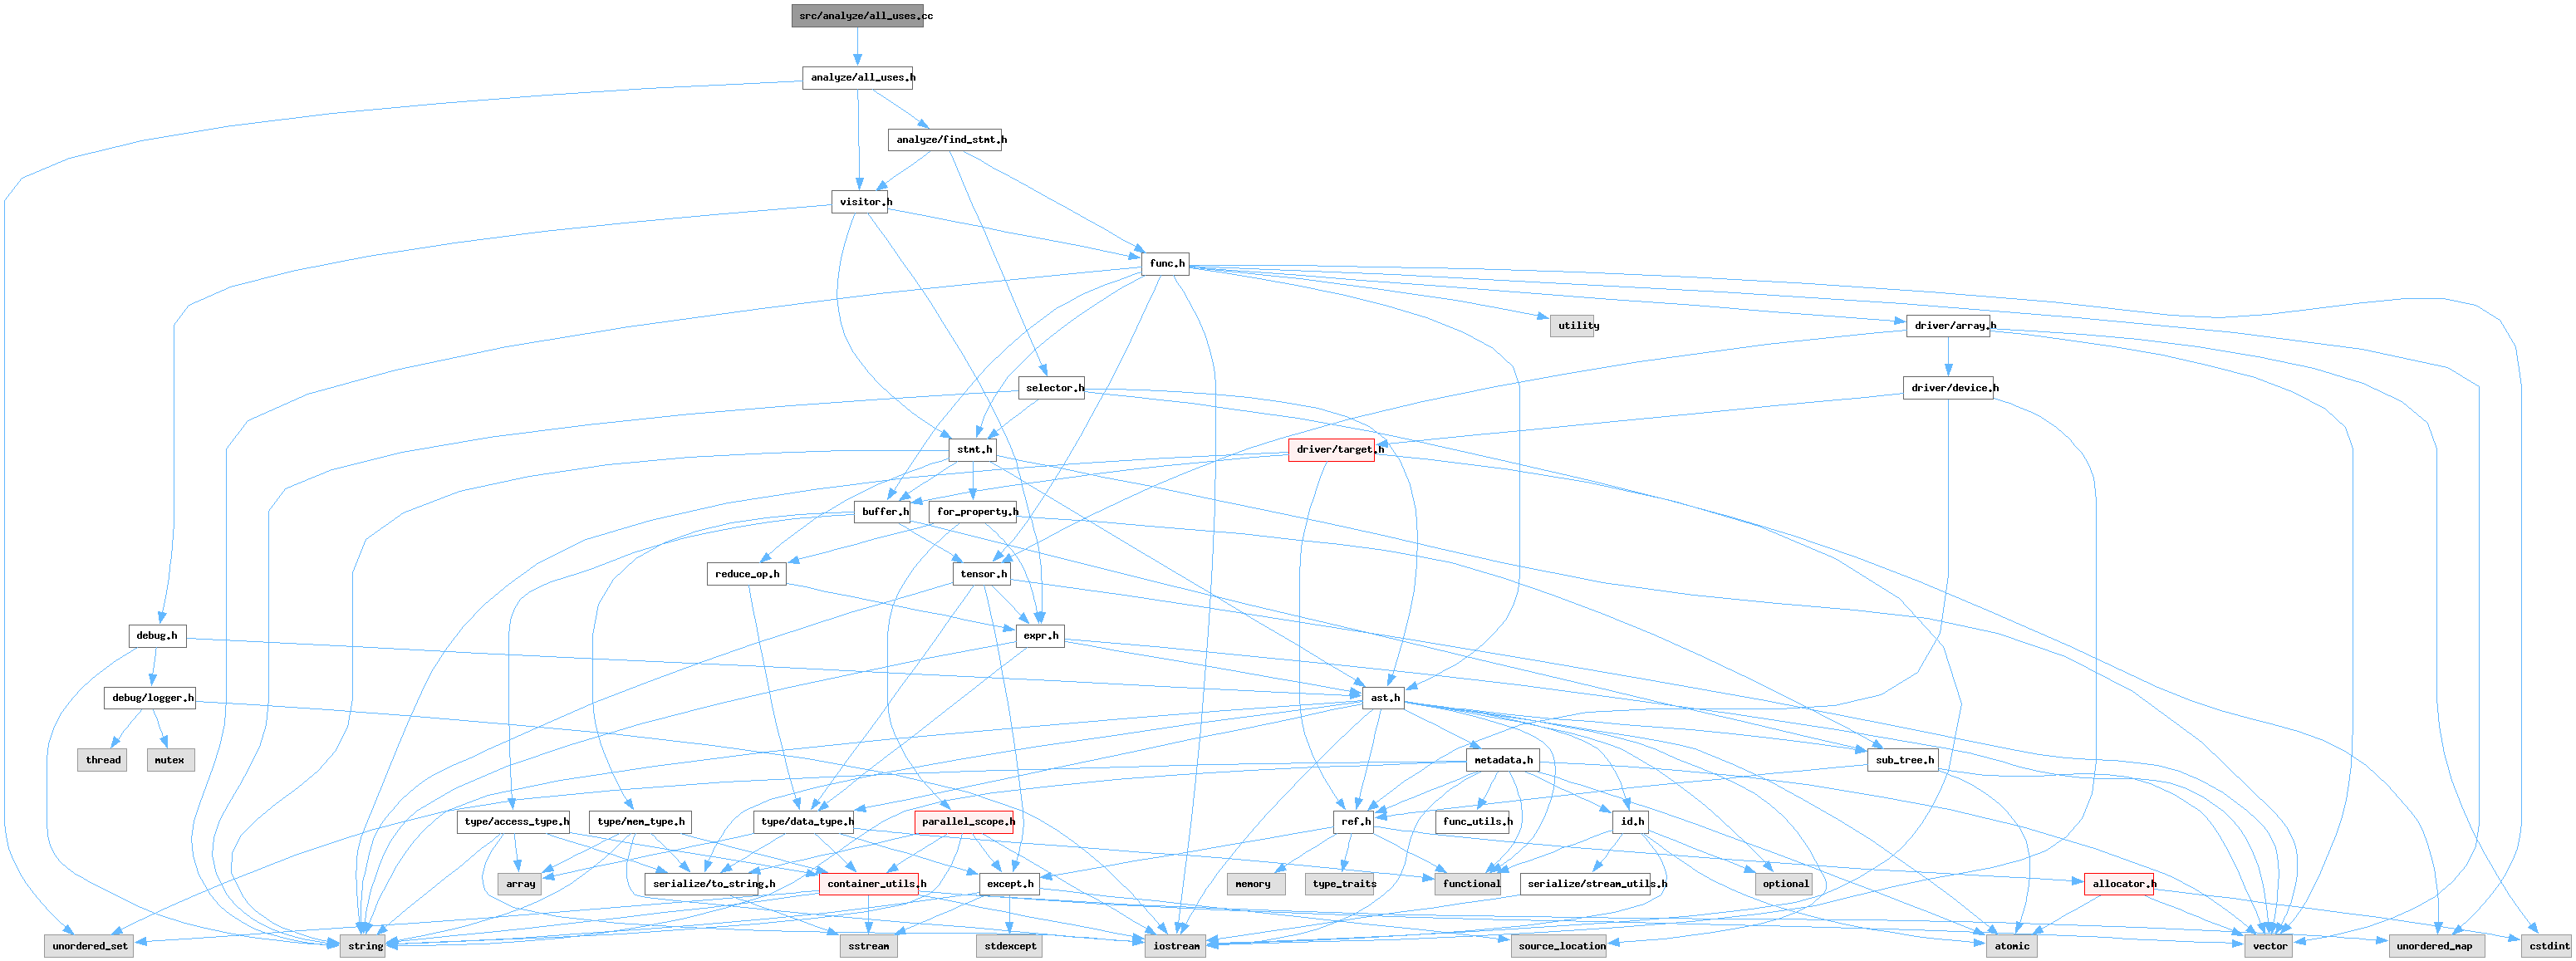 src/analyze/all_uses.cc
analyze/all_uses.h
analyze/find_stmt.h
visitor.h
func.h
utility
driver/array.h
selector.h
driver/device.h
stmt.h
driver/target.h
buffer.h
for_property.h
reduce_op.h
tensor.h
debug.h
expr.h
debug/logger.h
ast.h
thread
mutex
metadata.h
sub_tree.h
type/access_type.h
type/mem_type.h
type/data_type.h
parallel_scope.h
ref.h
func_utils.h
id.h
array
serialize/to_string.h
container_utils.h
except.h
memory
type_traits
functional
serialize/stream_utils.h
optional
allocator.h
unordered_set
string
sstream
stdexcept
iostream
source_location
atomic
vector
unordered_map
cstdint